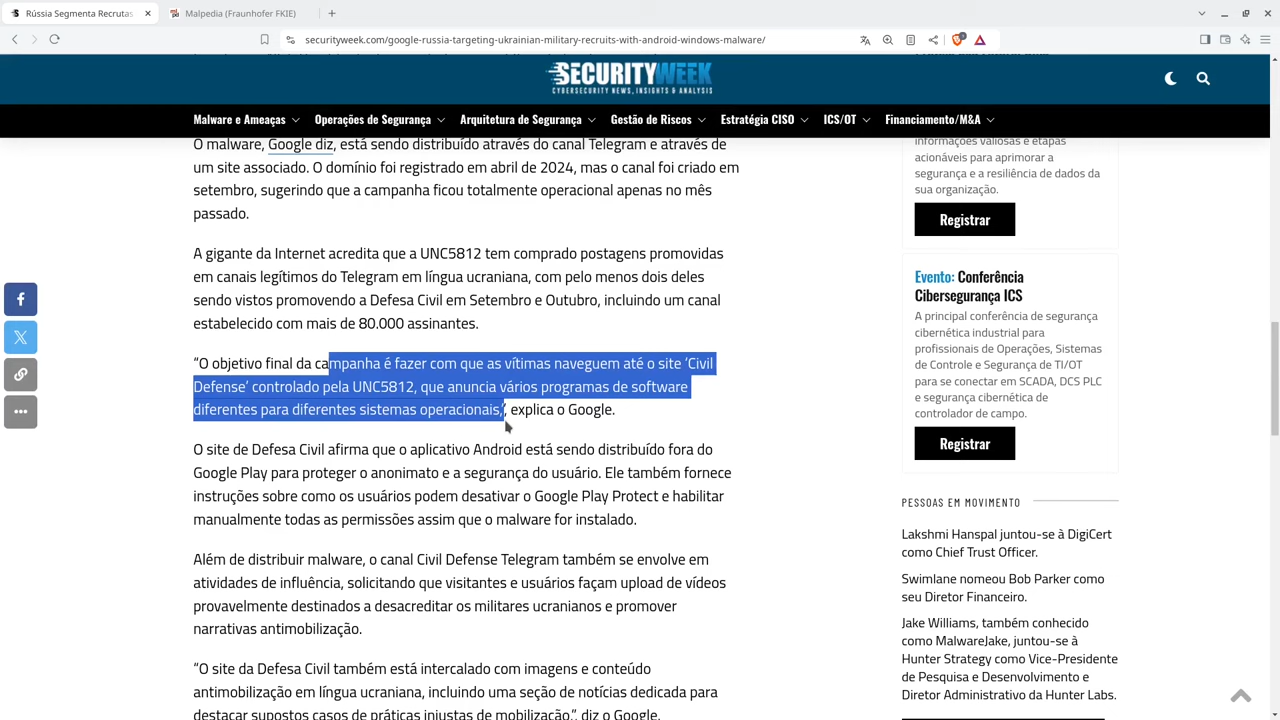 Rússia Segmenta Recrutas
Malpedia (Fraunhofer FKIE)
securityweek.com/google-russia-targeting-ukrainian-military-recruits-with-android-windows-malware/
SECURITYWEEK
CYBERSECURITY NEWS, INSIGHTS & ANALYSIS
Malware e Ameaças Operações de Segurança Arquitetura de Segurança Gestão de Riscos Estratégia CISO ICS/OT Financiamento/M&A
O malware, Google diz, está sendo distribuído através do canal Telegram e através de
um site associado. O domínio foi registrado em abril de 2024, mas o canal foi criado em
setembro, sugerindo que a campanha ficou totalmente operacional apenas no mês
passado.
A gigante da Internet acredita que a UNC5812 tem comprado postagens promovidas
em canais legítimos do Telegram em língua ucraniana, com pelo menos dois deles
sendo vistos promovendo a Defesa Civil em Setembro e Outubro, incluindo um canal
estabelecido com mais de 80.000 assinantes.
“O objetivo final da campanha é fazer com que as vítimas naveguem até o site ‘Civil
Defense’ controlado pela UNC5812, que anuncia vários programas de software
diferentes para diferentes sistemas operacionais,”, explica o Google.
O site de Defesa Civil afirma que o aplicativo Android está sendo distribuído fora do
Google Play para proteger o anonimato e a segurança do usuário. Ele também fornece
instruções sobre como os usuários podem desativar o Google Play Protect e habilitar
manualmente todas as permissões assim que o malware for instalado.
Além de distribuir malware, o canal Civil Defense Telegram também se envolve em
atividades de influência, solicitando que visitantes e usuários façam upload de vídeos
provavelmente destinados a desacreditar os militares ucranianos e promover
narrativas antimobilização.
“O site da Defesa Civil também está intercalado com imagens e conteúdo
antimobilização em língua ucraniana, incluindo uma seção de notícias dedicada para
destacar supostos casos de práticas injustas de mobilização,”, diz o Google.
informações valiosas e etapas
acionáveis para aprimorar a
segurança e a resiliência de dados da
sua organização.
Registrar
Evento: Conferência
Cibersegurança ICS
A principal conferência de segurança
cibernética industrial para
profissionais de Operações, Sistemas
de Controle e Segurança de TI/OT
para se conectar em SCADA, DCS PLC
e segurança cibernética de
controlador de campo.
Registrar
PESSOAS EM MOVIMENTO
Lakshmi Hanspal juntou-se à DigiCert
como Chief Trust Officer.
Swimlane nomeou Bob Parker como
seu Diretor Financeiro.
Jake Williams, também conhecido
como MalwareJake, juntou-se à
Hunter Strategy como Vice-Presidente
de Pesquisa e Desenvolvimento e
Diretor Administrativo da Hunter Labs.